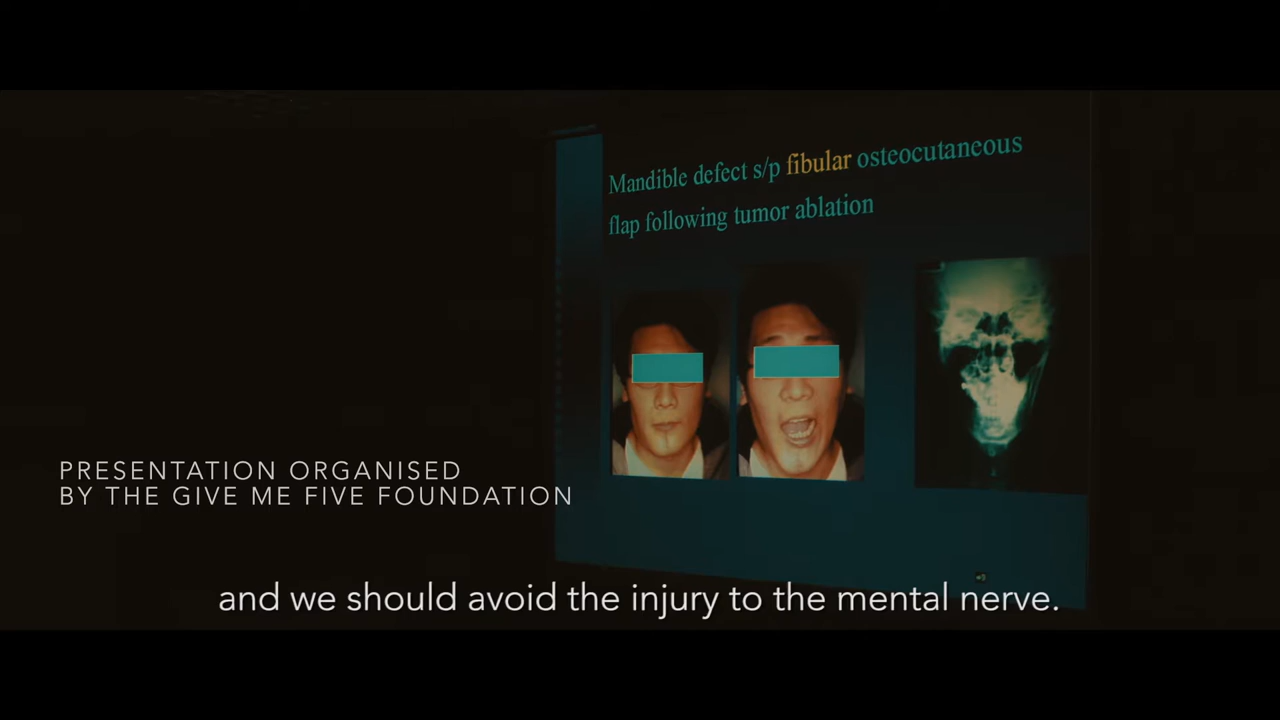 Mandible defect s/p fibular osteocutaneous
flap following tumor ablation
PRESENTATION ORGANISED
BY THE GIVE ME FIVE FOUNDATION
and we should avoid the injury to the mental nerve.